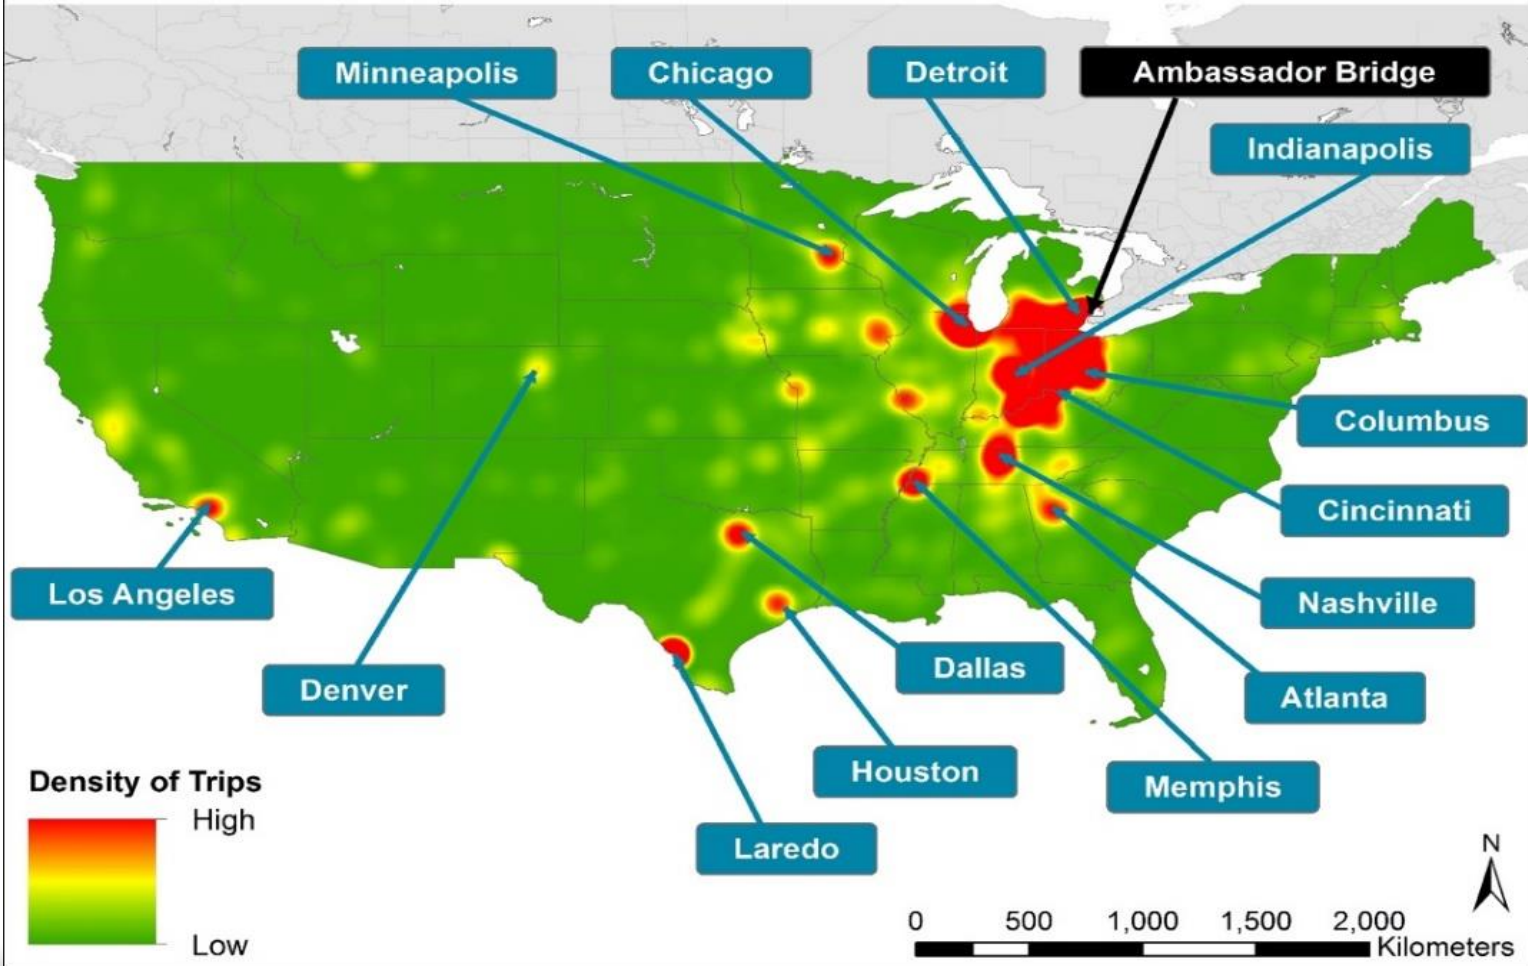 Minneapolis
Chicago
Detroit
Ambassador Bridge
Indianapolis
Columbus
Cincinnati
Los Angeles
Nashville
Dallas
Denver
Atlanta
Houston
Memphis
Laredo
Density of Trips
High
Low
N
0 500 1,000 1,500 2,000
Kilometers